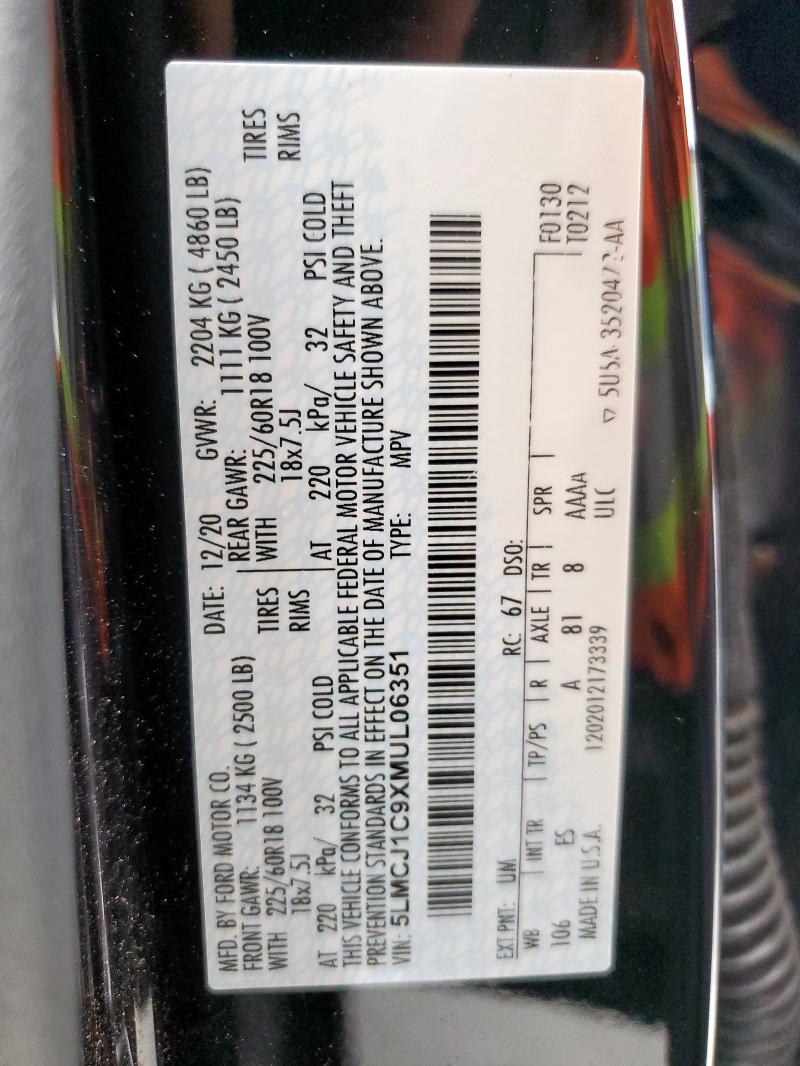 MFD. BY FORD MOTOR CO.
DATE: 12/20 GVWR: 2204 KG ( 4860 LB)
FRONT GAWR: 1134 KG ( 2500 LB)
REAR GAWR: 1111 KG ( 2450 LB)
WITH 225/60R18 100V TIRES
WITH 225/60R18 100V TIRES
18x7.5J RIMS
18x7.5J RIMS
AT 220 kPa/ 32 PSI COLD
AT 220 kPa/ 32 PSI COLD
THIS VEHICLE CONFORMS TO ALL APPLICABLE FEDERAL MOTOR VEHICLE SAFETY AND THEFT
PREVENTION STANDARDS IN EFFECT ON THE DATE OF MANUFACTURE SHOWN ABOVE.
VIN: 5LMCJ1C9XMUL06351 TYPE: MPV
EXT PNT: UM RC: 67 DSO:
WB INT TR TP/PS R AXLE TR SPR F0130
106 ES A 81 8 AAAA T0212
ULC
MADE IN U.S.A. 1202012173339